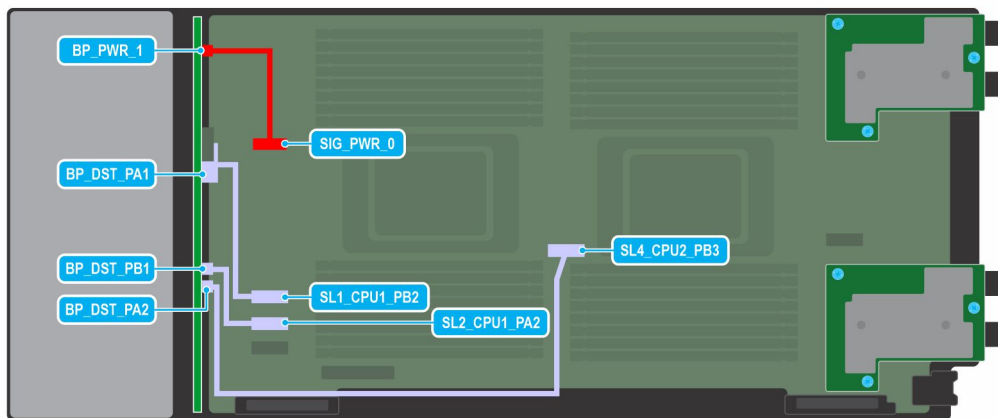 BP_PWR_1
SIG_PWR_0
BP_DST_PA1
SL4_CPU2_PB3
BP_DST_PB1
SL1_CPU1_PB2
BP_DST_PA2
SL2_CPU1_PA2